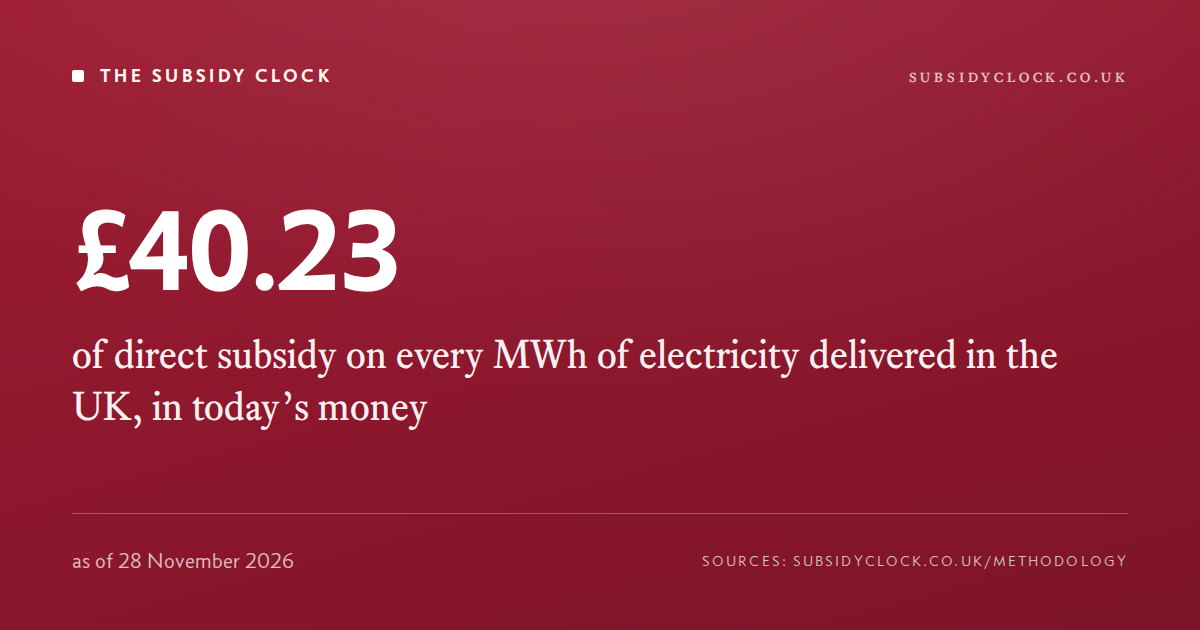 THE SUBSIDY CLOCK
SUBSIDYCLOCK.CO.UK
£40.23
of direct subsidy on every MWh of electricity delivered in the
UK, in today’s money
as of 28 November 2026
SOURCES: SUBSIDYCLOCK.CO.UK/METHODOLOGY